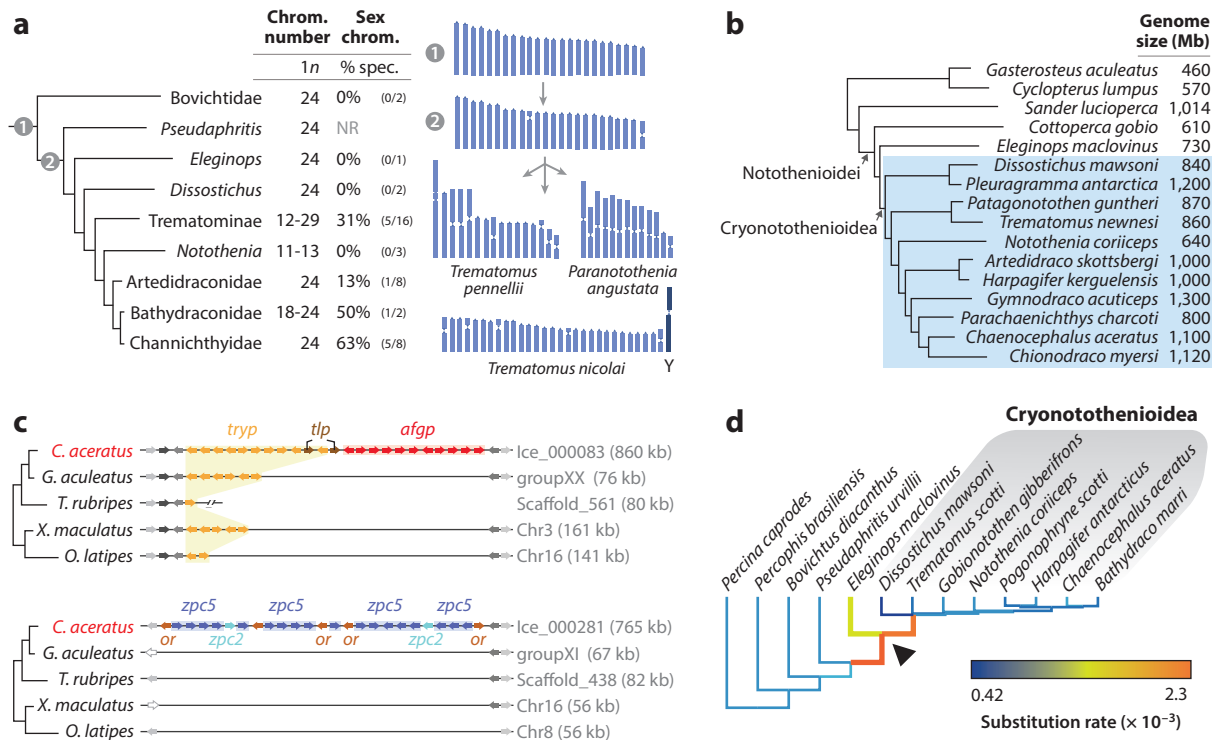 a
Chrom. number
Sex chrom.
1n
% spec.
Bovichtidae 24 0% (0/2)
Pseudaphritis 24 NR
Eleginops 24 0% (0/1)
Dissostichus 24 0% (0/2)
Trematominae 12-29 31% (5/16)
Notothenia 11-13 0% (0/3)
Artedidraconidae 24 13% (1/8)
Bathydraconidae 18-24 50% (1/2)
Channichthyidae 24 63% (5/8)
1
2
1
2
Trematomus pennellii
Paranotothenia angustata
Trematomus nicolai
Y
b
Genome size (Mb)
Gasterosteus aculeatus 460
Cyclopterus lumpus 570
Sander lucioperca 1,014
Cottoperca gobio 610
Eleginops maclovinus 730
Dissostichus mawsoni 840
Pleuragramma antarctica 1,200
Patagonotothen guntheri 870
Trematomus newnesi 860
Notothenia coriiceps 640
Artedidraco skottsbergi 1,000
Harpagifer kerguelensis 1,000
Gymnodraco acuticeps 1,300
Parachaenichthys charcoti 800
Chaenocephalus aceratus 1,100
Chionodraco myersi 1,120
Notothenioidei
Cryonotothenioidea
c
tryp tlp afgp
C. aceratus Ice_000083 (860 kb)
G. aculeatus groupXX (76 kb)
T. rubripes Scaffold_561 (80 kb)
X. maculatus Chr3 (161 kb)
O. latipes Chr16 (141 kb)
zpc5 zpc5 zpc5 zpc5
C. aceratus Ice_000281 (765 kb)
or zpc2 or or zpc2 or
G. aculeatus groupXI (67 kb)
T. rubripes Scaffold_438 (82 kb)
X. maculatus Chr16 (56 kb)
O. latipes Chr8 (56 kb)
d
Cryonotothenioidea
Percina caprodes
Percophis brasiliensis
Bovichtus diacanthus
Pseudaphritis urvillii
Eleginops maclovinus
Dissostichus mawsoni
Trematomus scotti
Gobionotothen gibberifrons
Notothenia coriiceps
Pogonophryne scotti
Harpagifer antarcticus
Chaenocephalus aceratus
Bathydraco marri
0.42 2.3
Substitution rate (× 10⁻³)